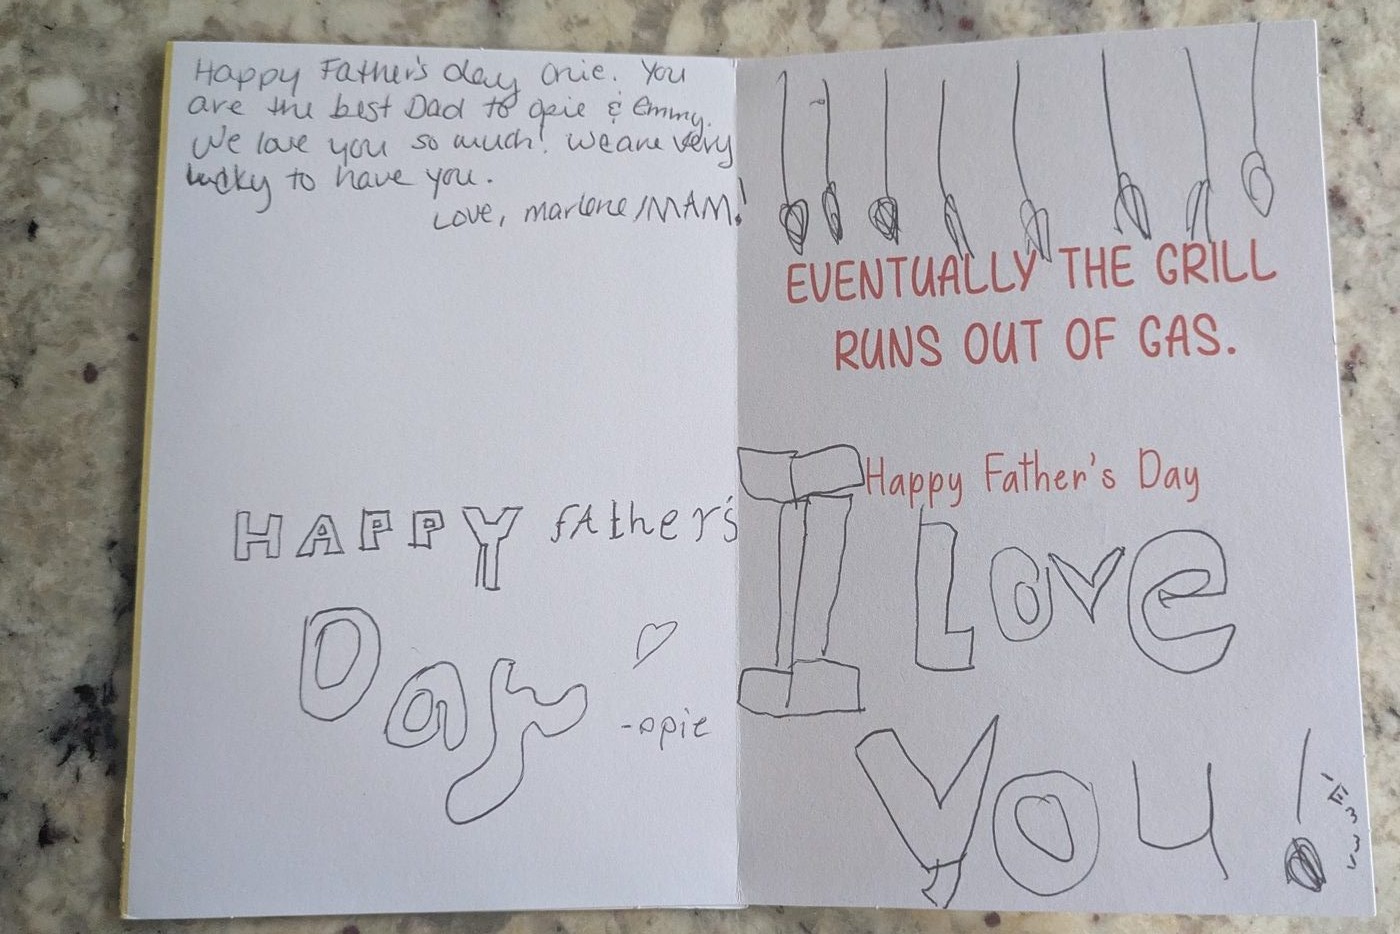 Happy Father's day Onie. You
are the best Dad to Opie & Emmy.
We love you so much! We are very
lucky to have you.
Love, Marlene/MAM!
HAPPY fAther's
Day
-opie
EVENTUALLY THE GRILL
RUNS OUT OF GAS.
Happy Father's Day
I Love
You!